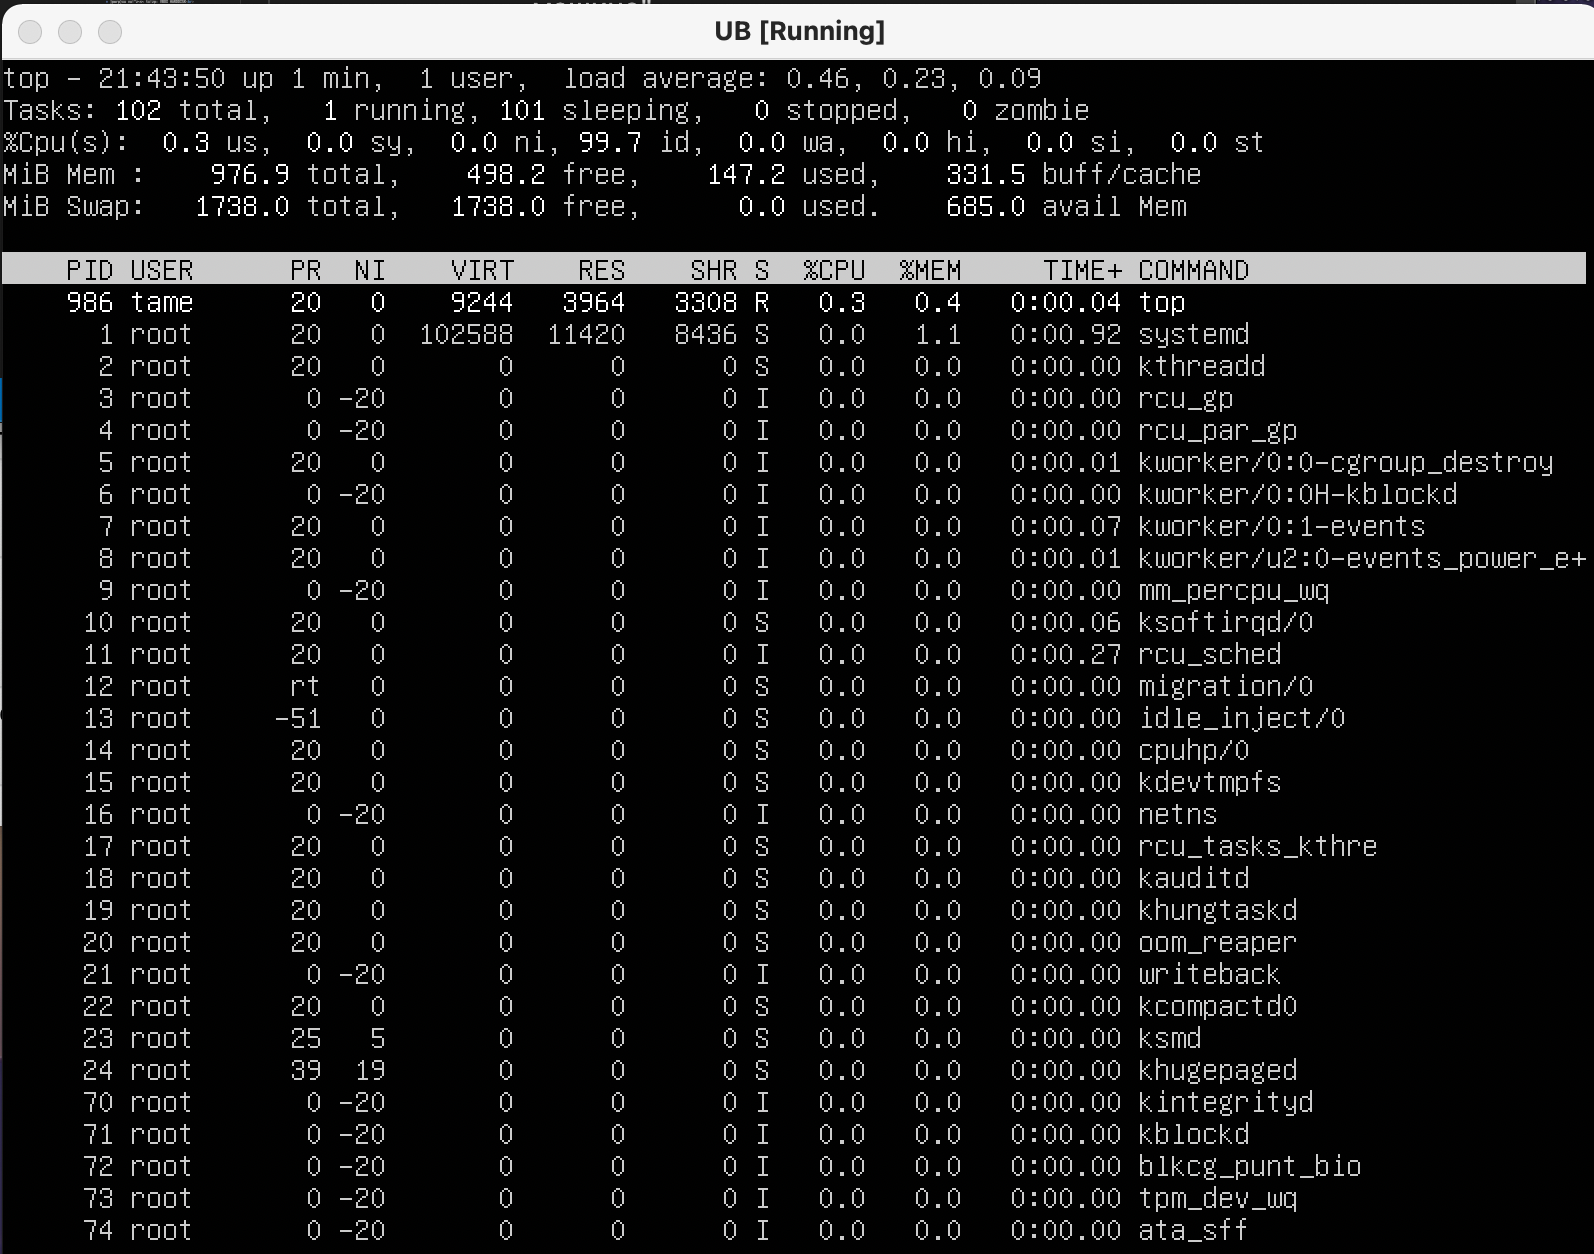 UB [Running]
top - 21:43:50 up 1 min,  1 user,  load average: 0.46, 0.23, 0.09
Tasks: 102 total,   1 running, 101 sleeping,   0 stopped,   0 zombie
%Cpu(s):  0.3 us,  0.0 sy,  0.0 ni, 99.7 id,  0.0 wa,  0.0 hi,  0.0 si,  0.0 st
MiB Mem :    976.9 total,    498.2 free,    147.2 used,    331.5 buff/cache
MiB Swap:   1738.0 total,   1738.0 free,      0.0 used.    685.0 avail Mem
PID USER      PR  NI    VIRT    RES    SHR S  %CPU  %MEM     TIME+ COMMAND
986 tame      20   0    9244   3964   3308 R   0.3   0.4   0:00.04 top
1 root      20   0  102588  11420   8436 S   0.0   1.1   0:00.92 systemd
2 root      20   0       0      0      0 S   0.0   0.0   0:00.00 kthreadd
3 root       0 -20       0      0      0 I   0.0   0.0   0:00.00 rcu_gp
4 root       0 -20       0      0      0 I   0.0   0.0   0:00.00 rcu_par_gp
5 root      20   0       0      0      0 I   0.0   0.0   0:00.01 kworker/0:0-cgroup_destroy
6 root       0 -20       0      0      0 I   0.0   0.0   0:00.00 kworker/0:0H-kblockd
7 root      20   0       0      0      0 I   0.0   0.0   0:00.07 kworker/0:1-events
8 root      20   0       0      0      0 I   0.0   0.0   0:00.01 kworker/u2:0-events_power_e+
9 root       0 -20       0      0      0 I   0.0   0.0   0:00.00 mm_percpu_wq
10 root      20   0       0      0      0 S   0.0   0.0   0:00.06 ksoftirqd/0
11 root      20   0       0      0      0 I   0.0   0.0   0:00.27 rcu_sched
12 root      rt   0       0      0      0 S   0.0   0.0   0:00.00 migration/0
13 root     -51   0       0      0      0 S   0.0   0.0   0:00.00 idle_inject/0
14 root      20   0       0      0      0 S   0.0   0.0   0:00.00 cpuhp/0
15 root      20   0       0      0      0 S   0.0   0.0   0:00.00 kdevtmpfs
16 root       0 -20       0      0      0 I   0.0   0.0   0:00.00 netns
17 root      20   0       0      0      0 S   0.0   0.0   0:00.00 rcu_tasks_kthre
18 root      20   0       0      0      0 S   0.0   0.0   0:00.00 kauditd
19 root      20   0       0      0      0 S   0.0   0.0   0:00.00 khungtaskd
20 root      20   0       0      0      0 S   0.0   0.0   0:00.00 oom_reaper
21 root       0 -20       0      0      0 I   0.0   0.0   0:00.00 writeback
22 root      20   0       0      0      0 S   0.0   0.0   0:00.00 kcompactd0
23 root      25   5       0      0      0 S   0.0   0.0   0:00.00 ksmd
24 root      39  19       0      0      0 S   0.0   0.0   0:00.00 khugepaged
70 root       0 -20       0      0      0 I   0.0   0.0   0:00.00 kintegrityd
71 root       0 -20       0      0      0 I   0.0   0.0   0:00.00 kblockd
72 root       0 -20       0      0      0 I   0.0   0.0   0:00.00 blkcg_punt_bio
73 root       0 -20       0      0      0 I   0.0   0.0   0:00.00 tpm_dev_wq
74 root       0 -20       0      0      0 I   0.0   0.0   0:00.00 ata_sff